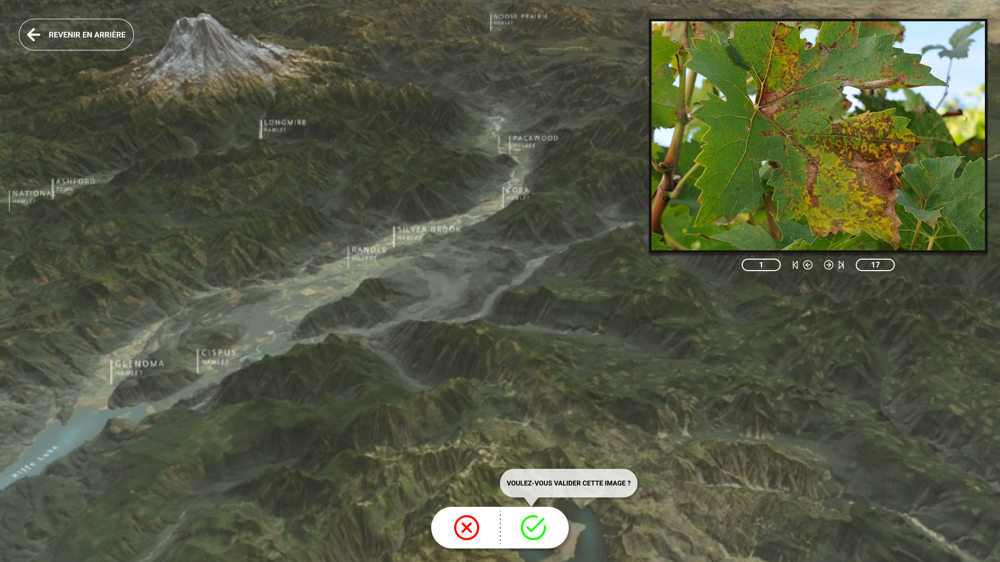 REVENIR EN ARRIÈRE
GOOSE PRAIRIE
HAMLET
LONGMIRE
HAMLET
PACKWOOD
VILLAGE
ASHFORD
TOWN
NATIONA
HAMLET
CORA
HAMLET
SILVER BROOK
HAMLET
RANDLE
VILLAGE
1
17
CISPUS
HAMLET
GLENOMA
HAMLET
Riffe Lake
VOULEZ-VOUS VALIDER CETTE IMAGE ?